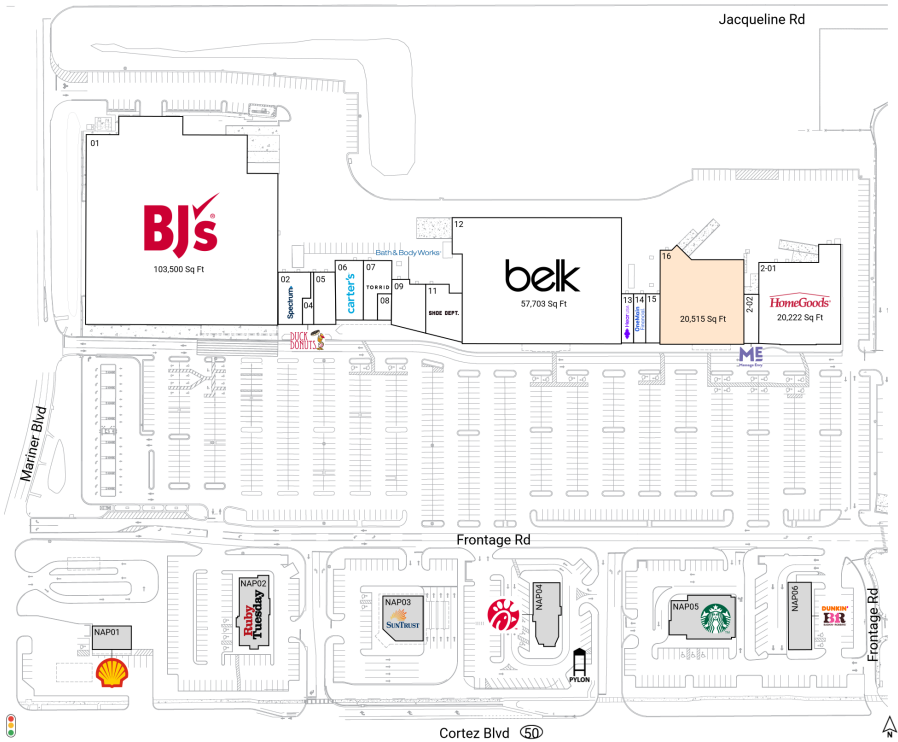 Jacqueline Rd
01
BJ's
103,500 Sq Ft
12
belk
57,703 Sq Ft
Bath & Body Works
16
20,515 Sq Ft
2-01
HomeGoods
20,222 Sq Ft
2-02
02
Spectrum
04
05
06
carter's
07
TORRID
08
09
11
SHOE DEPT.
13
14
OneMain
Financial
15
DUCK
DONUTS
ME
Massage Envy
Mariner Blvd
Frontage Rd
NAP01
NAP02
Ruby
Tuesday
NAP03
SUNTRUST
NAP04
PYLON
NAP05
NAP06
DUNKIN'
BR
Frontage Rd
Cortez Blvd
50
N